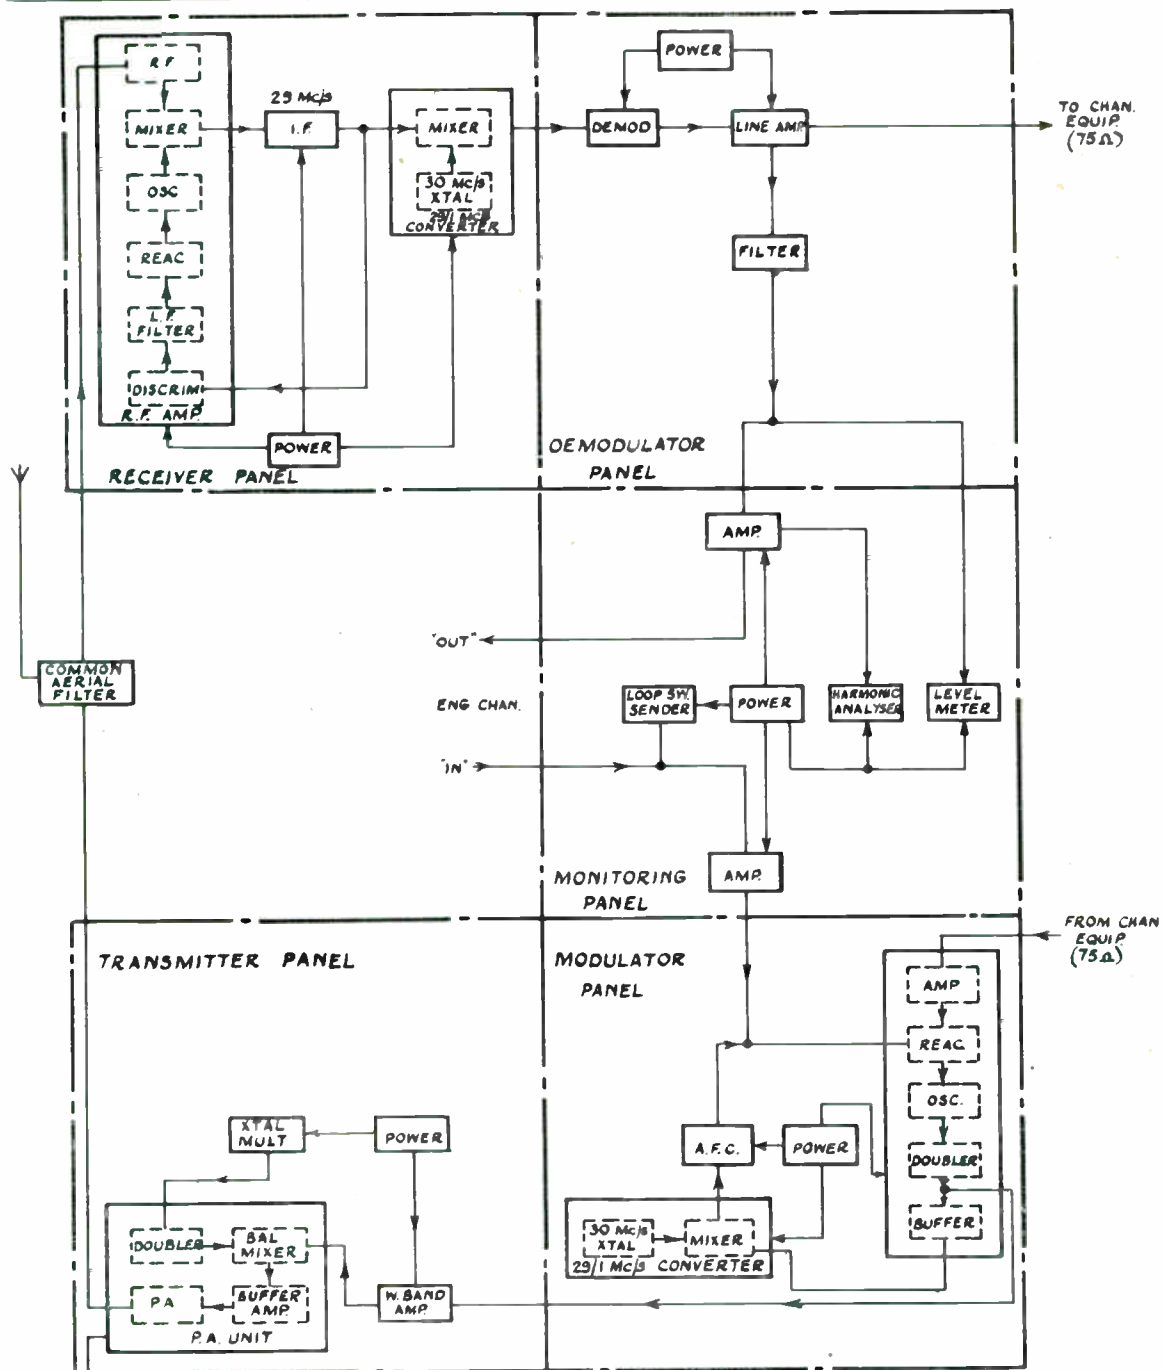 R F
MIXER
OSC
REAC
L.F.
FILTER
DISCRIM
R.F. AMP.
29 Mc/s
I.F.
MIXER
30 Mc/s
XTAL
29/1 Mc/s
CONVERTER
POWER
RECEIVER PANEL
POWER
DEMOD
LINE AMP
TO CHAN.
EQUIP.
(75Ω)
FILTER
DEMODULATOR
PANEL
AMP.
"OUT"
COMMON
AERIAL
FILTER
ENG CHAN.
LOOP SW.
SENDER
POWER
HARMONIC
ANALYSER
LEVEL
METER
"IN"
AMP.
MONITORING
PANEL
TRANSMITTER PANEL
MODULATOR
PANEL
FROM CHAN
EQUIP.
(75Ω)
AMP
REAC.
OSC.
DOUBLER
BUFFER
XTAL
MULT
POWER
A.F.C.
POWER
30 Mc/s
XTAL
MIXER
29/1 Mc/s CONVERTER
DOUBLER
BAL
MIXER
P.A
BUFFER
AMP.
P.A. UNIT
W.BAND
AMP.